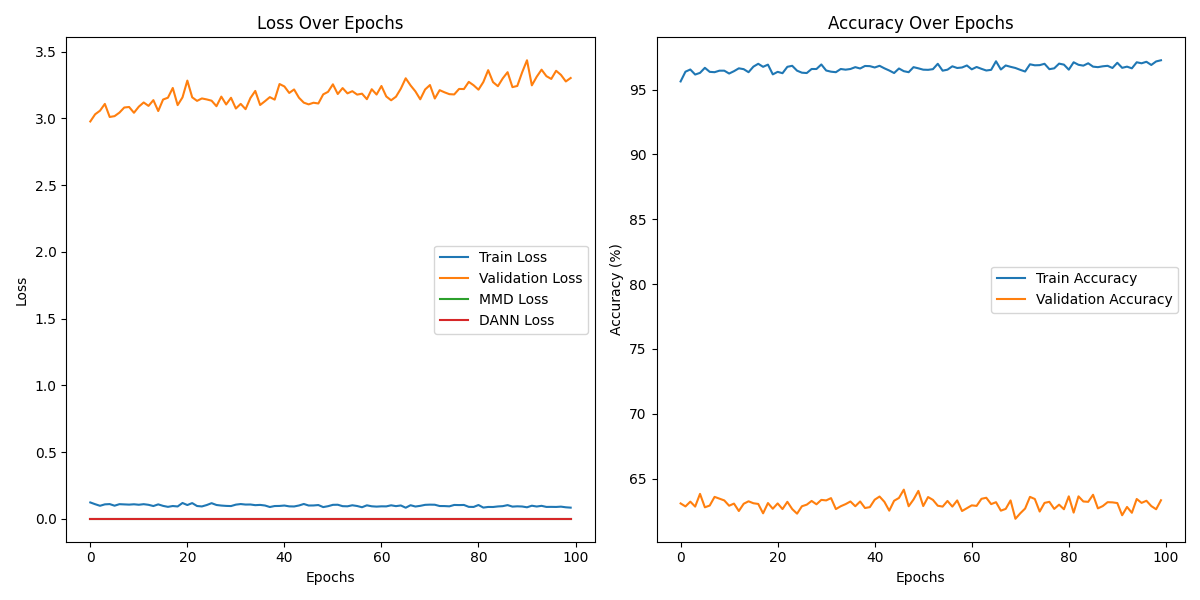 Loss Over Epochs
3.5
3.0
2.5
2.0
1.5
1.0
0.5
0.0
Loss
0 20 40 60 80 100
Epochs
Train Loss
Validation Loss
MMD Loss
DANN Loss
Accuracy Over Epochs
95
90
85
80
75
70
65
Accuracy (%)
0 20 40 60 80 100
Epochs
Train Accuracy
Validation Accuracy